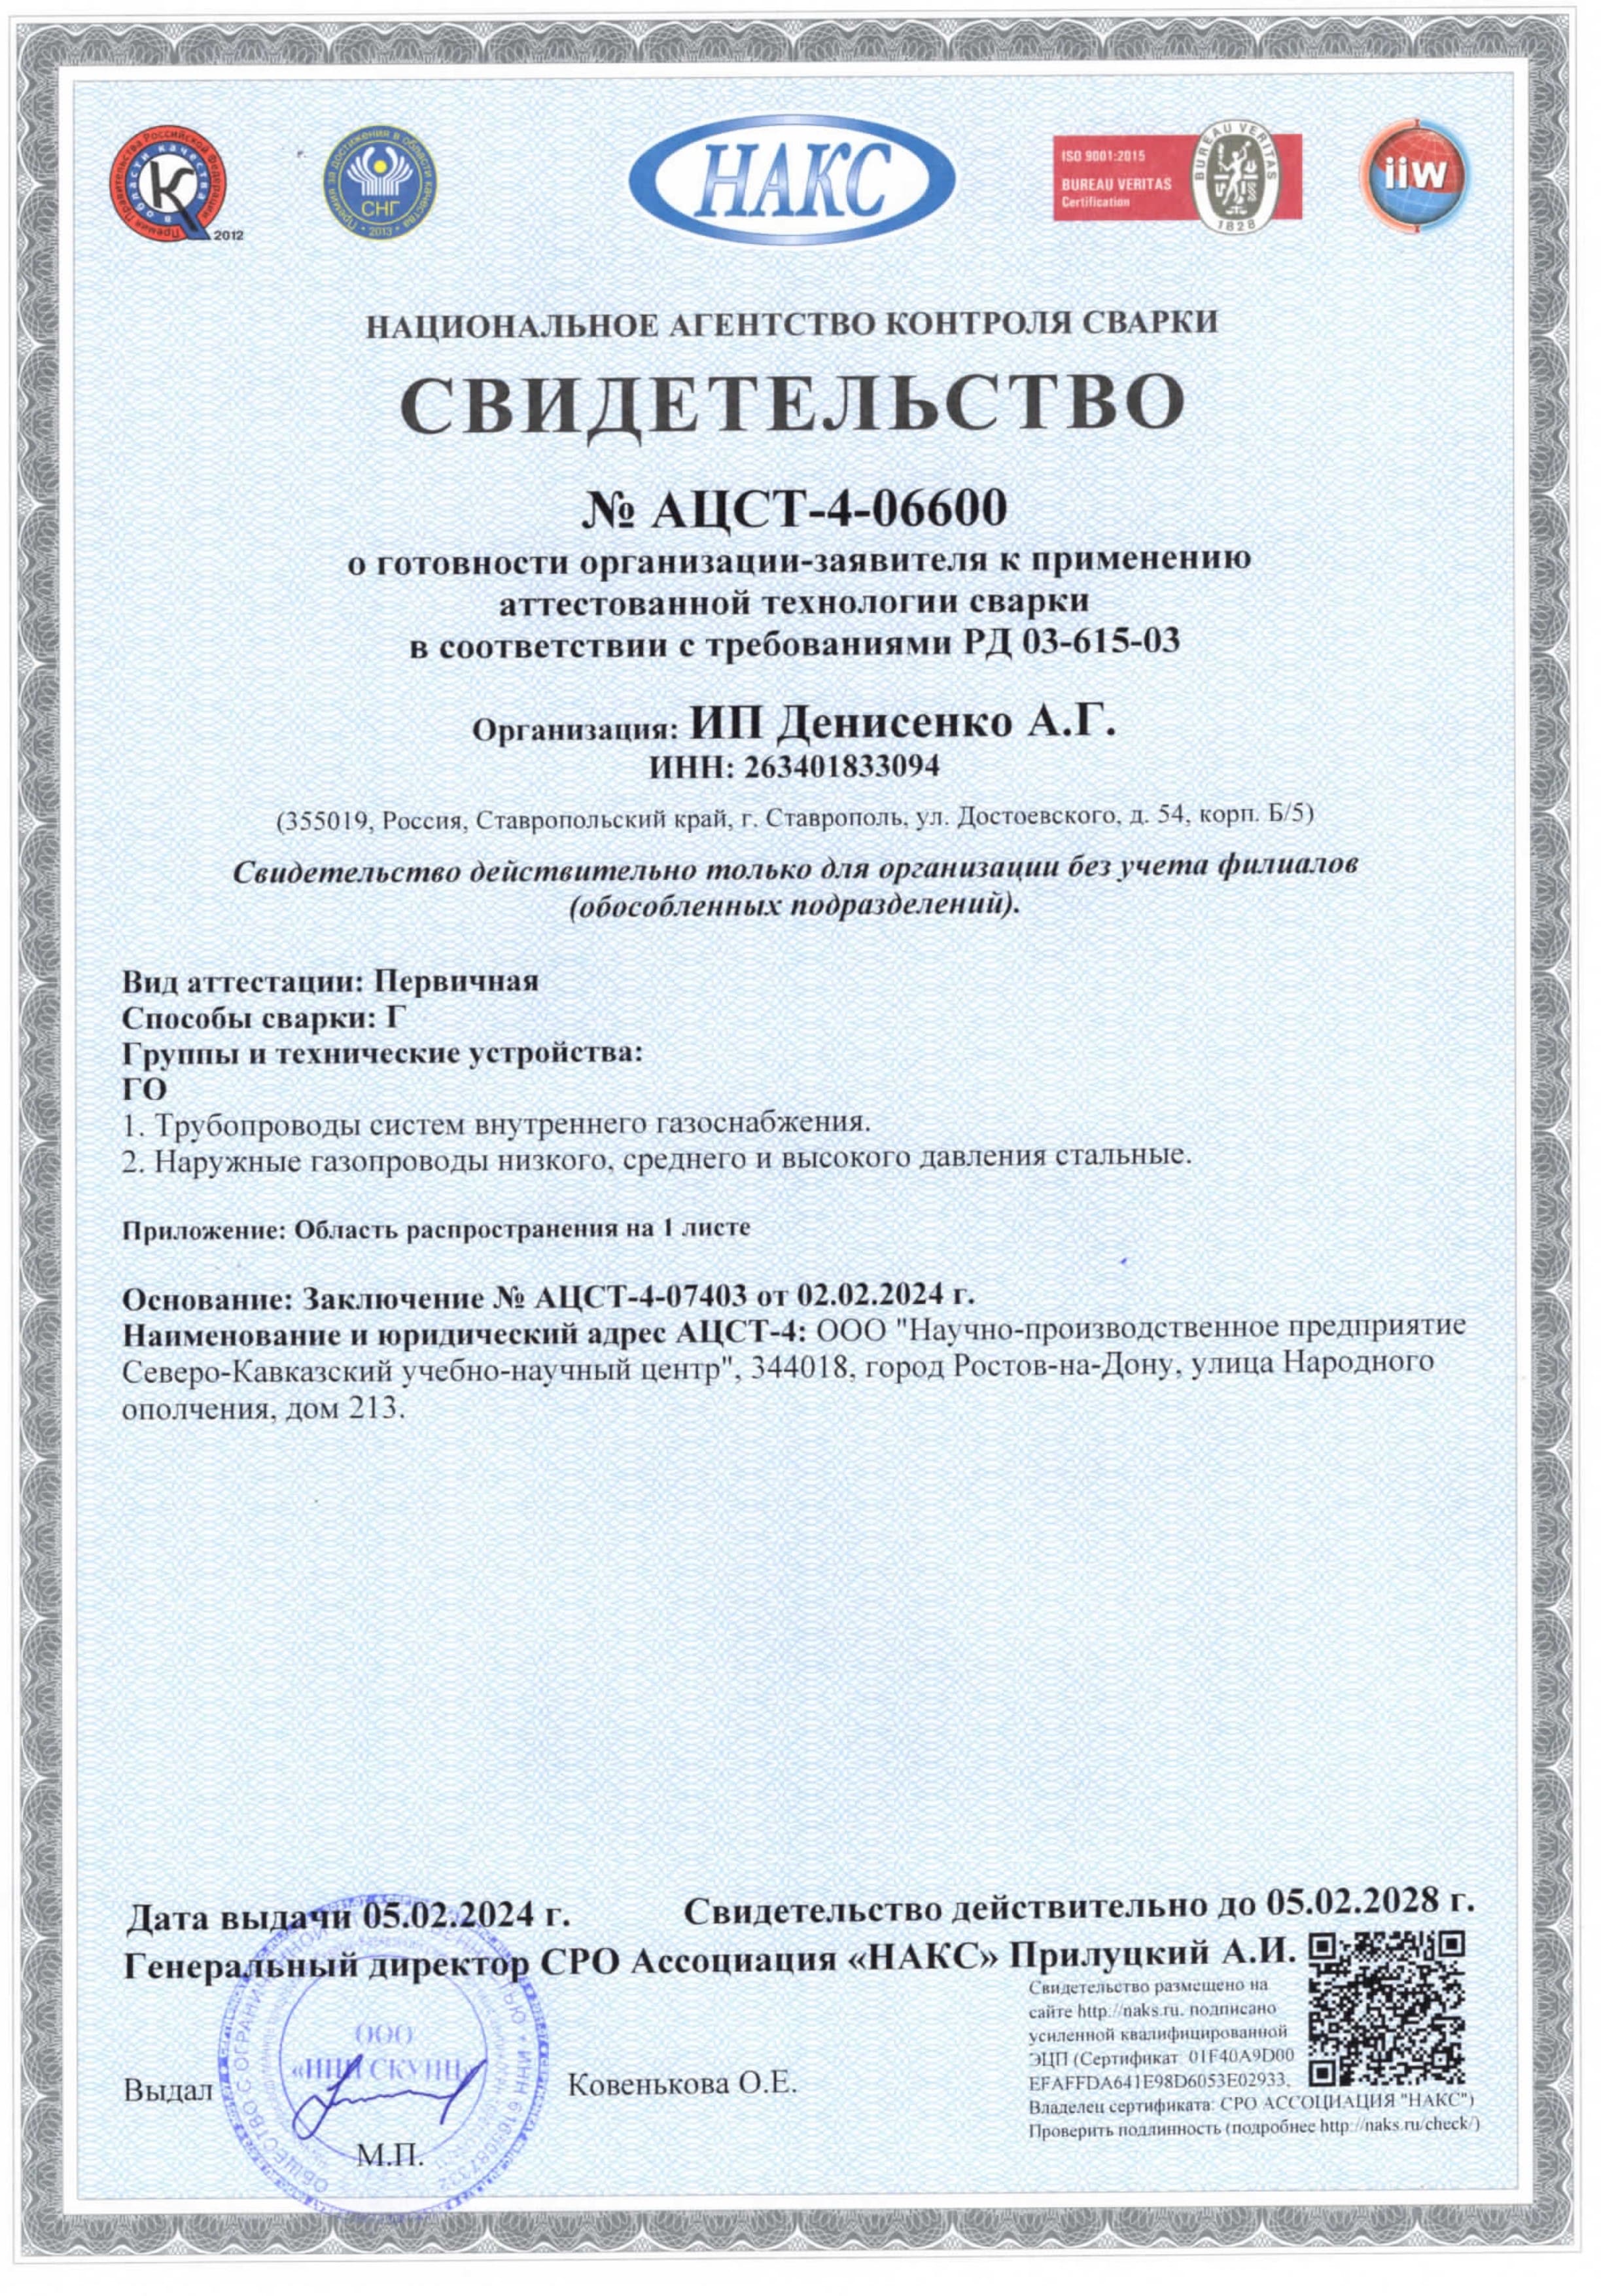 Премия Правительства Российской Федерации
в области качества
2012
Премия за достижения в области качества
СНГ
2013
НАКС
ISO 9001:2015
BUREAU VERITAS
Certification
BUREAU VERITAS
1828
iiw
НАЦИОНАЛЬНОЕ АГЕНТСТВО КОНТРОЛЯ СВАРКИ
СВИДЕТЕЛЬСТВО
№ АЦСТ-4-06600
о готовности организации-заявителя к применению
аттестованной технологии сварки
в соответствии с требованиями РД 03-615-03
Организация: ИП Денисенко А.Г.
ИНН: 263401833094
(355019, Россия, Ставропольский край, г. Ставрополь, ул. Достоевского, д. 54, корп. Б/5)
Свидетельство действительно только для организации без учета филиалов
(обособленных подразделений).
Вид аттестации: Первичная
Способы сварки: Г
Группы и технические устройства:
ГО
1. Трубопроводы систем внутреннего газоснабжения.
2. Наружные газопроводы низкого, среднего и высокого давления стальные.
Приложение: Область распространения на 1 листе
Основание: Заключение № АЦСТ-4-07403 от 02.02.2024 г.
Наименование и юридический адрес АЦСТ-4: ООО "Научно-производственное предприятие
Северо-Кавказский учебно-научный центр", 344018, город Ростов-на-Дону, улица Народного
ополчения, дом 213.
Дата выдачи 05.02.2024 г. Свидетельство действительно до 05.02.2028 г.
Генеральный директор СРО Ассоциация «НАКС» Прилуцкий А.И.
Свидетельство размещено на
сайте http://naks.ru, подписано
усиленной квалифицированной
ЭЦП (Сертификат: 01F40A9D00
EFAFFDA641E98D6053E02933,
Владелец сертификата: СРО АССОЦИАЦИЯ "НАКС")
Проверить подлинность (подробнее http://naks.ru/check/)
ООО
«НПП СКУНЦ»
Выдал Ковенькова О.Е.
М.П.